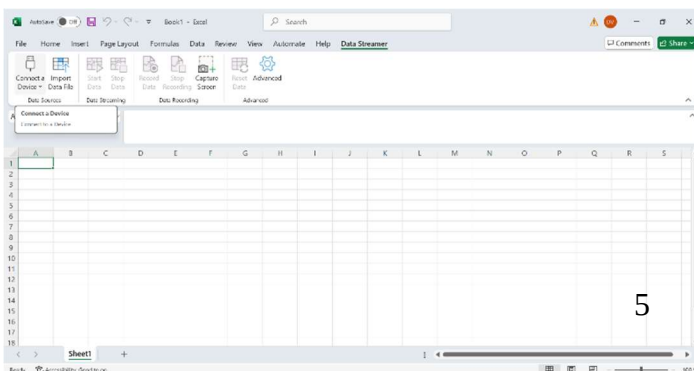 AutoSave Off Book1 - Excel Search
File Home Insert Page Layout Formulas Data Review View Automate Help Data Streamer Comments Share
Connect a Device Import Data File Start Data Stop Data Record Data Stop Recording Capture Screen Reset Data Advanced
Data Sources Data Streaming Data Recording Advanced
Connect a Device
Connect to a Device
A B C D E F G H I J K L M N O P Q R S
1
2
3
4
5
6
7
8
9
10
11
12
13
14
15
16
17
18
5
Sheet1
Ready